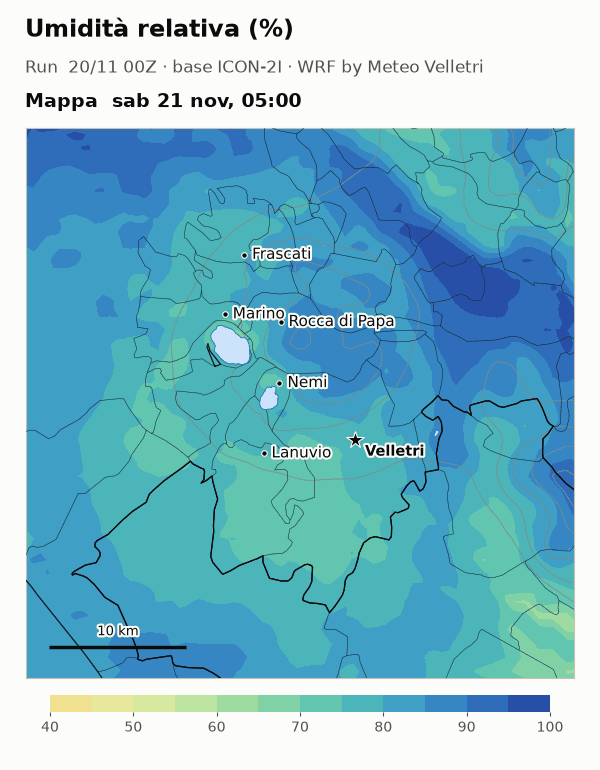 Umidità relativa (%)
Run  20/11 00Z · base ICON-2I · WRF by Meteo Velletri
Mappa  sab 21 nov, 05:00
Frascati
Marino
Rocca di Papa
Nemi
Velletri
Lanuvio
10 km
40 50 60 70 80 90 100